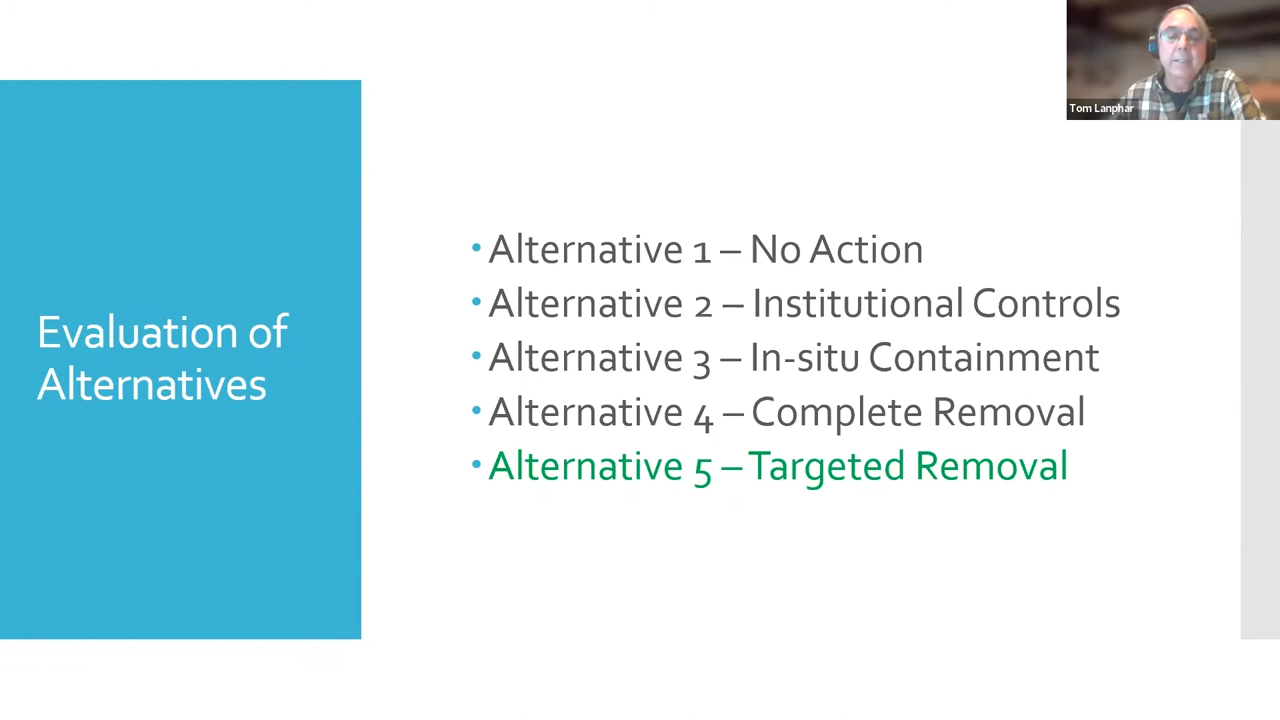 Tom Lanphar
Evaluation of
Alternatives
• Alternative 1 – No Action
• Alternative 2 – Institutional Controls
• Alternative 3 – In-situ Containment
• Alternative 4 – Complete Removal
• Alternative 5 – Targeted Removal